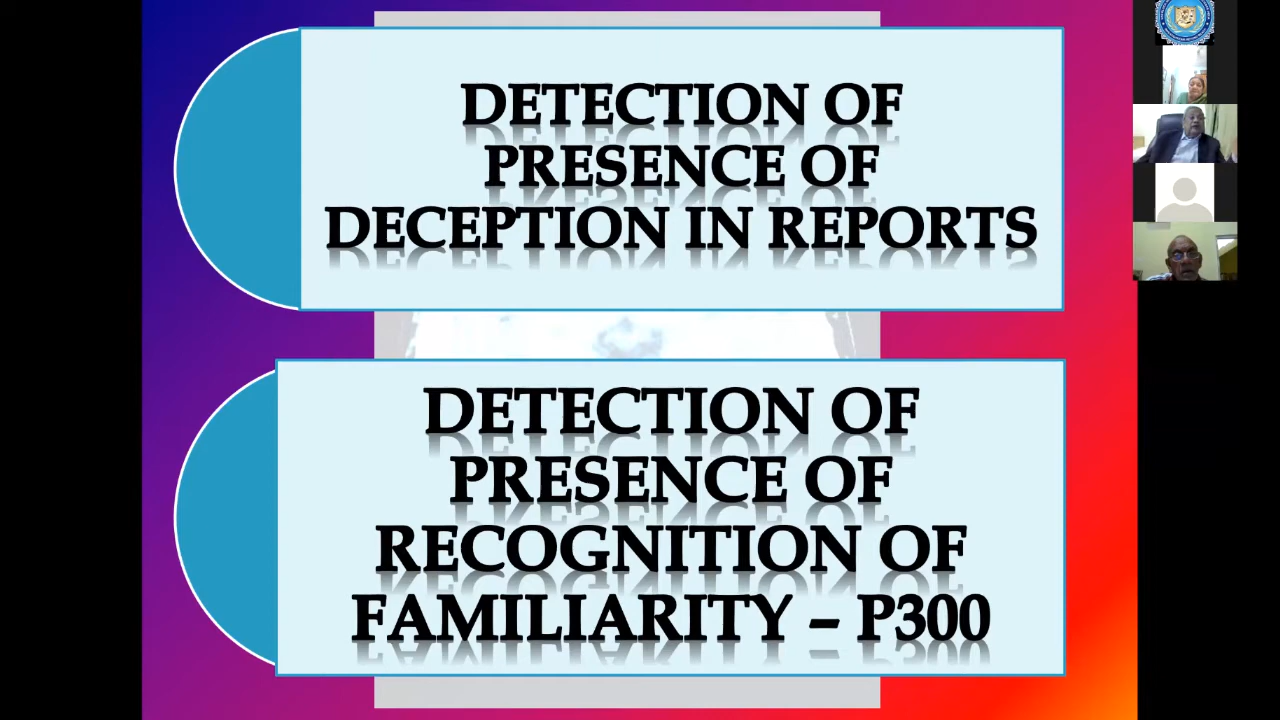 DETECTION OF
PRESENCE OF
DECEPTION IN REPORTS
DETECTION OF
PRESENCE OF
RECOGNITION OF
FAMILIARITY – P300